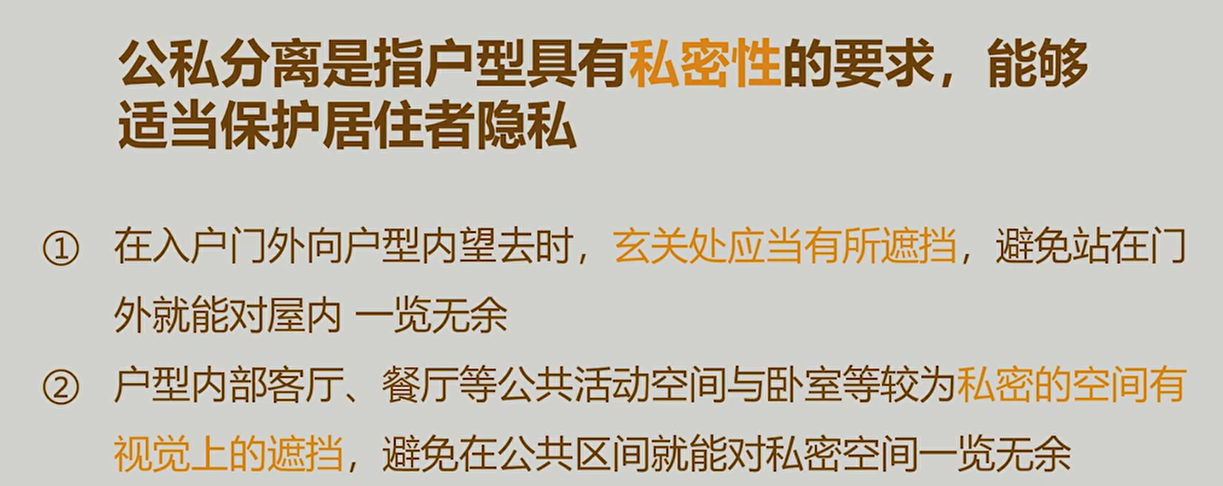 公私分离是指户型具有私密性的要求，能够
适当保护居住者隐私
① 在入户门外向户型内望去时，玄关处应当有所遮挡，避免站在门
外就能对屋内 一览无余
② 户型内部客厅、餐厅等公共活动空间与卧室等较为私密的空间有
视觉上的遮挡，避免在公共区间就能对私密空间一览无余